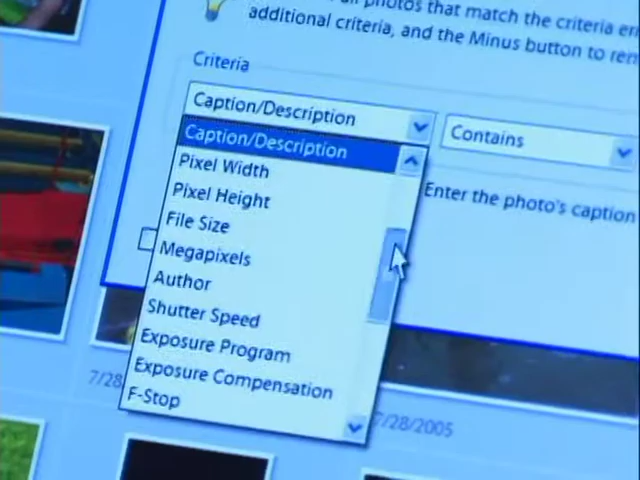 photos that match the criteria
additional criteria, and the Minus button to
Criteria
Caption/Description
Contains
Caption/Description
Pixel Width
Enter the photo's caption
Pixel Height
File Size
Megapixels
Author
Shutter Speed
Exposure Program
Exposure Compensation
F-Stop
7/28
7/28/2005